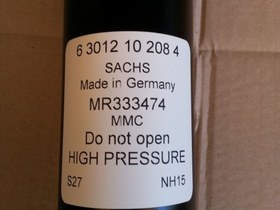 6 3012 10 208 4
SACHS
Made in Germany
MR333474
MMC
Do not open
HIGH PRESSURE
S27 NH15